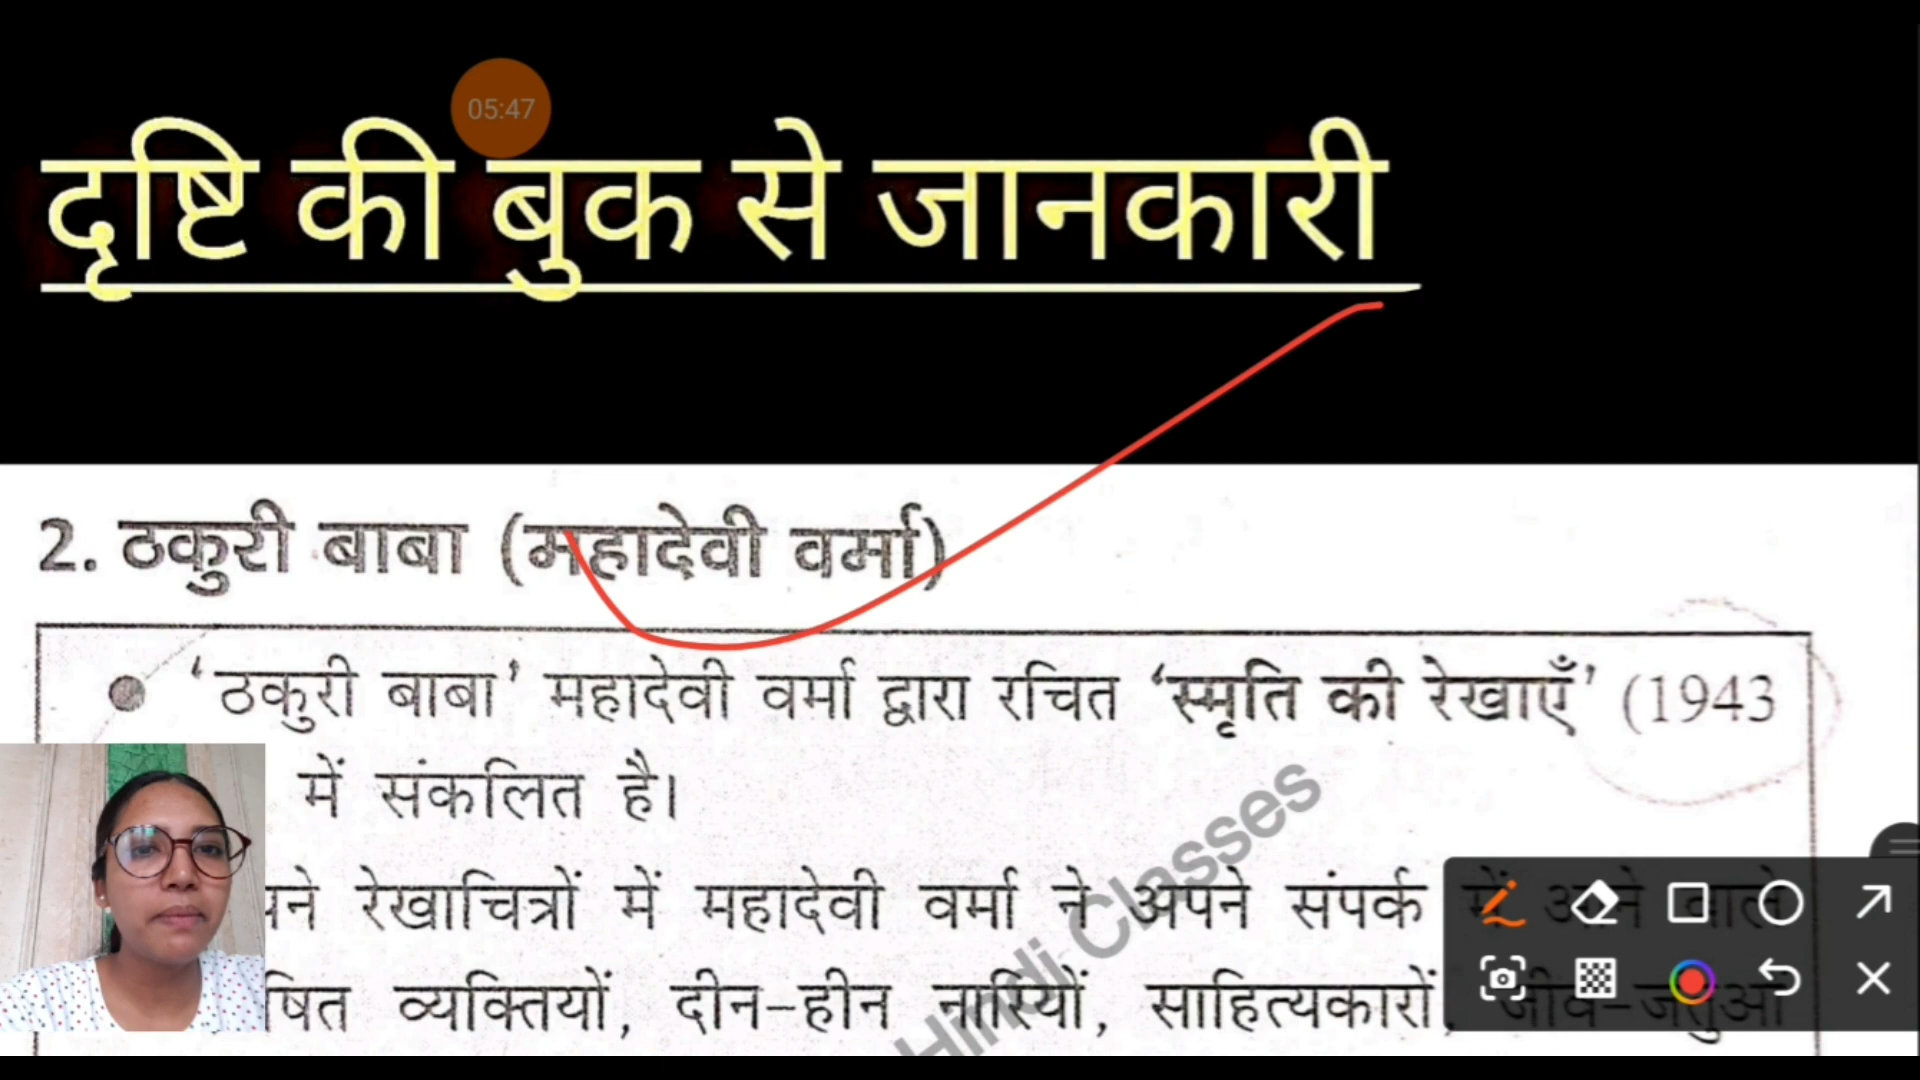 05:47
दृष्टि की बुक से जानकारी
2. ठकुरी बाबा (महादेवी वर्मा)
● 'ठकुरी बाबा' महादेवी वर्मा द्वारा रचित 'स्मृति की रेखाएँ' (1943
में संकलित है।
रेखाचित्रों में महादेवी वर्मा ने अपने संपर्क में आने वाले
व्यक्तियों, दीन-हीन नारियों, साहित्यकारों, जीव-जंतुओं
Hindi Classes